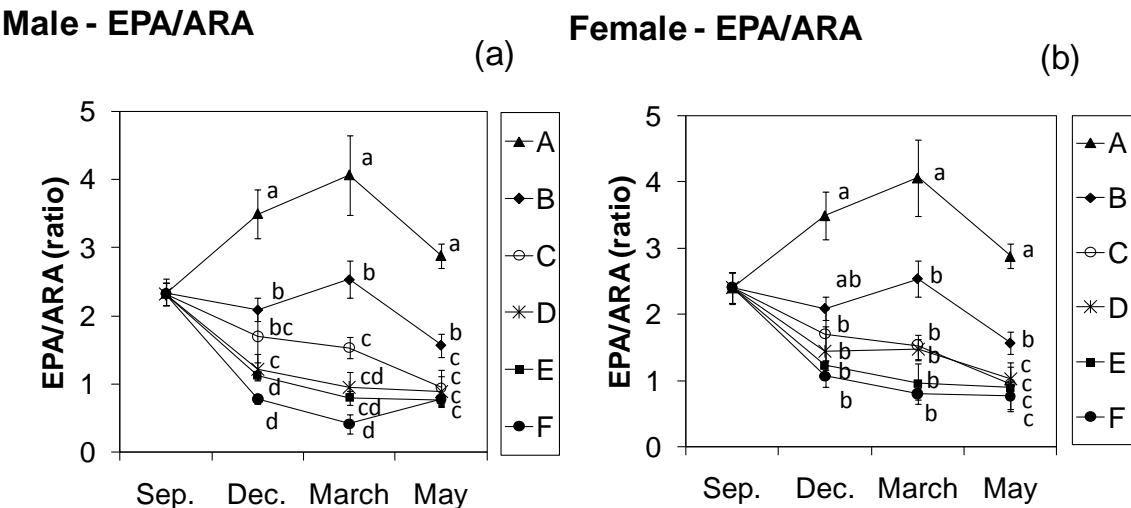 Male - EPA/ARA
(a)
5
4
3
2
1
0
EPA/ARA (ratio)
a
a
a
b
b
b
bc
c
c
c
cd
c
d
cd
c
d
d
c
Sep. Dec. March May
A
B
C
D
E
F
Female - EPA/ARA
(b)
5
4
3
2
1
0
EPA/ARA (ratio)
a
a
a
ab
b
b
b
b
c
b
b
c
b
b
c
b
b
c
Sep. Dec. March May
A
B
C
D
E
F